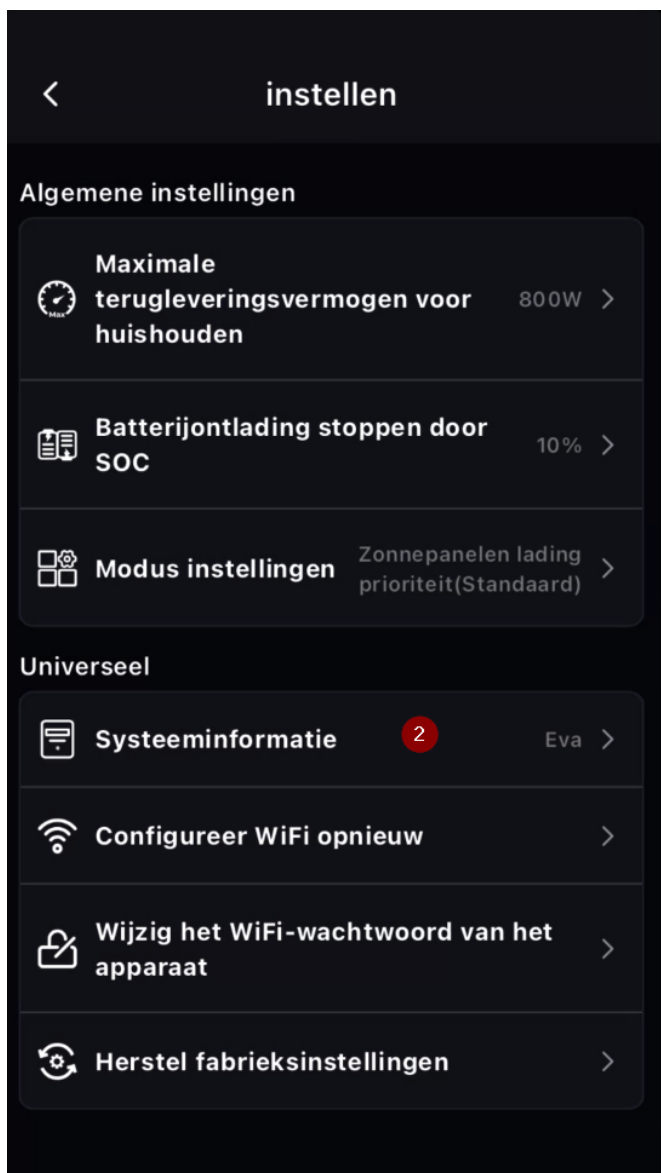 instellen
Algemene instellingen
Maximale
terugleveringsvermogen voor
huishouden
800W
Max
Batterijontlading stoppen door
SOC
10%
Modus instellingen
Zonnepanelen lading
prioriteit(Standaard)
Universeel
Systeeminformatie
2
Eva
Configureer WiFi opnieuw
Wijzig het WiFi-wachtwoord van het
apparaat
Herstel fabrieksinstellingen